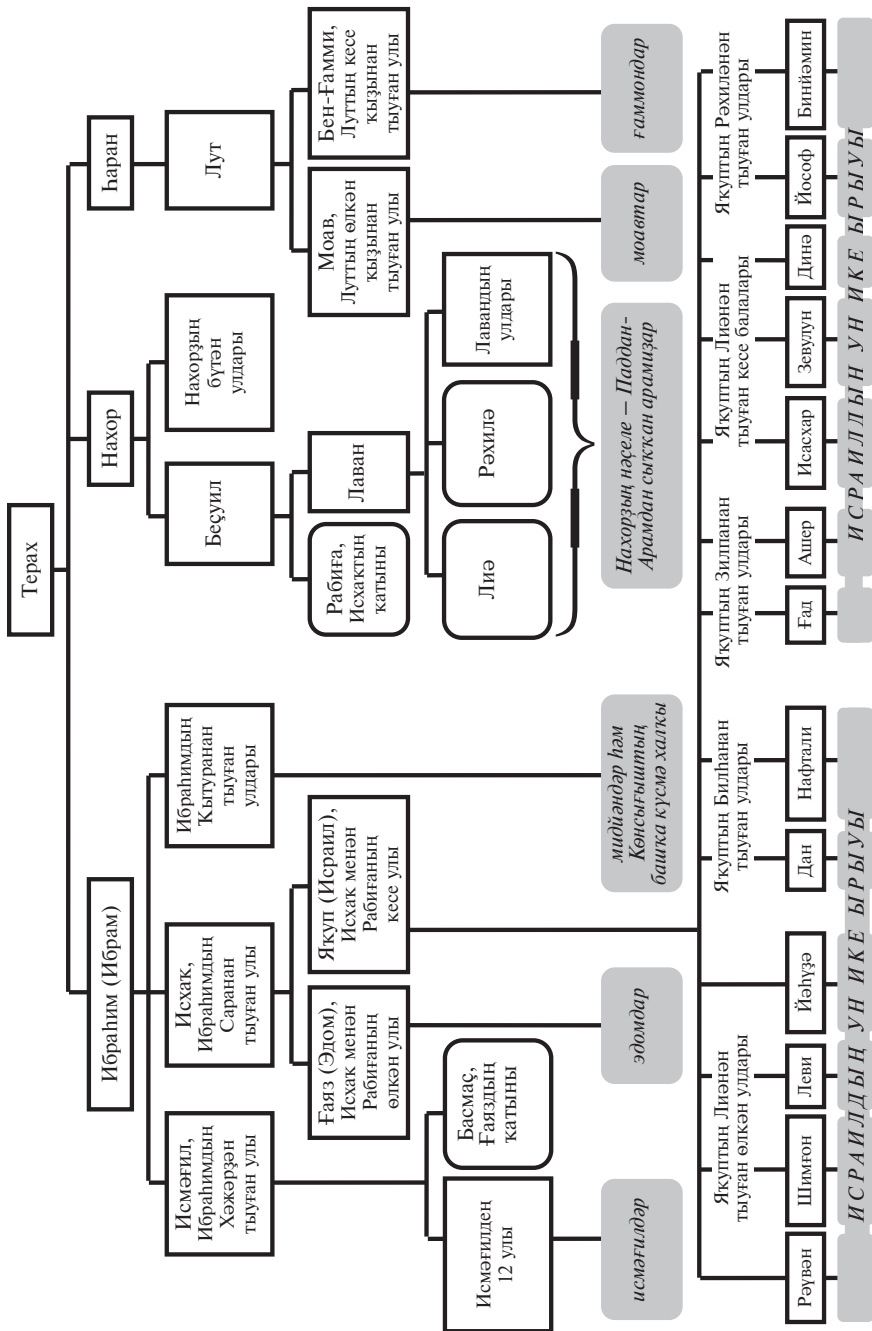 Терах
Ибраһим (Ибрам)
Нахор
Һаран
Исмәғил,
Ибраһимдың
Хәжәрҙән
тыуған улы
Исхаҡ,
Ибраһимдың
Саранан
тыуған улы
Ибраһимдың
Ҡытуранан
тыуған
улдары
Беҫуил
Нахорҙың
бүтән
улдары
Лут
Ғаяз (Эдом),
Исхаҡ менән
Рабиғаның
өлкән улы
Яҡуп (Исраил),
Исхаҡ менән
Рабиғаның
кесе улы
Рабиға,
Исхаҡтың
ҡатыны
Лаван
Моав,
Луттың өлкән
ҡыҙынан
тыуған улы
Бен-Ғамми,
Луттың кесе
ҡыҙынан
тыуған улы
Исмәғилдең
12 улы
Басмаҫ,
Ғаяздың
ҡатыны
Лиә
Рәхилә
Лавандың
улдары
исмәғилдәр
эдомдар
мидйәндәр һәм
Көнсығыштың
башҡа күсмә халҡы
Нахорҙың нәҫеле – Паддан-
Арамдан сыҡҡан арамиҙар
моавтар
ғаммондар
Яҡуптың Лиәнән
тыуған өлкән улдары
Яҡуптың Билһанан
тыуған улдары
Яҡуптың Зилпанан
тыуған улдары
Яҡуптың Лиәнән
тыуған кесе балалары
Яҡуптың Рәхиләнән
тыуған улдары
Рәүвән
Шимғон
Леви
Йәһүҙә
Дан
Нафтали
Ғад
Ашер
Исасхар
Зевулун
Динә
Йософ
Бинйәмин
ИСРАИЛДЫҢ УН ИКЕ ЫРЫУЫ
ИСРАИЛДЫҢ УН ИКЕ ЫРЫУЫ